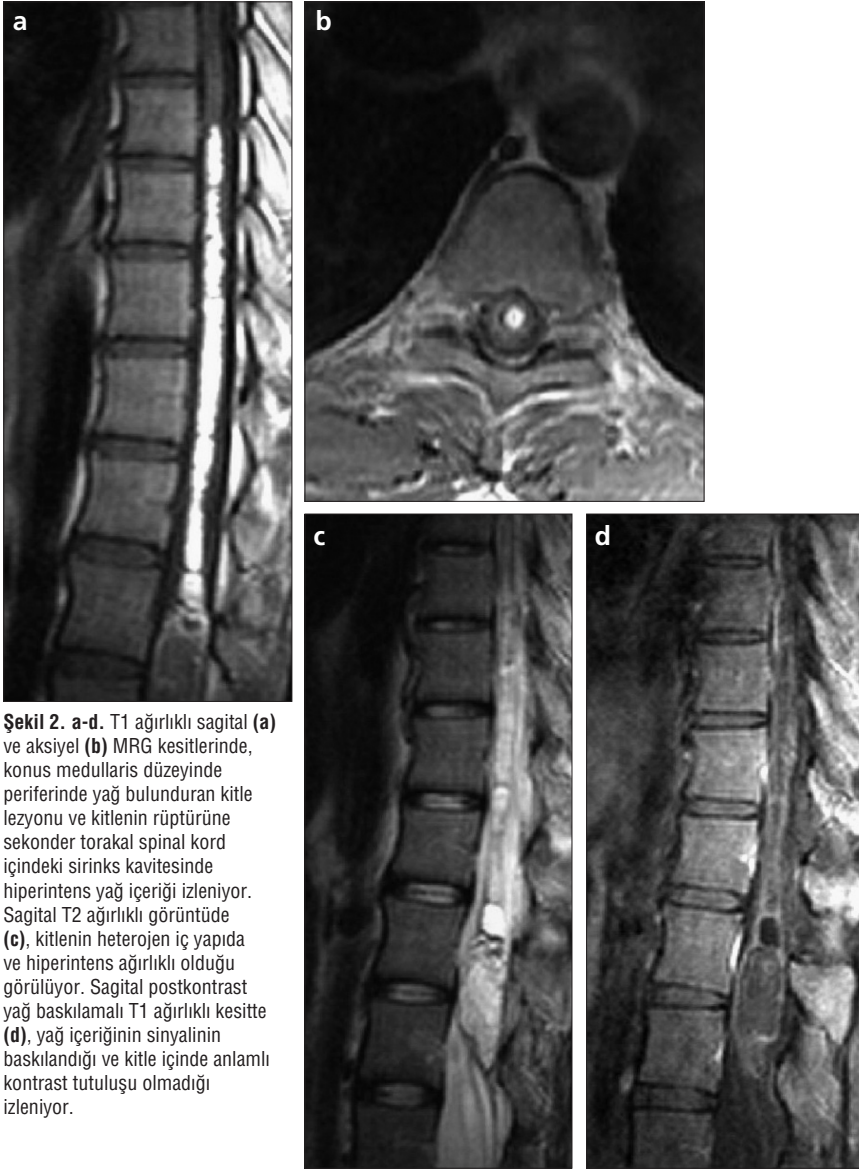 a
b
c
d
Şekil 2. a-d. T1 ağırlıklı sagital (a)
ve aksiyel (b) MRG kesitlerinde,
konus medullaris düzeyinde
periferinde yağ bulunduran kitle
lezyonu ve kitlenin rüptürüne
sekonder torakal spinal kord
içindeki sirinks kavitesinde
hiperintens yağ içeriği izleniyor.
Sagital T2 ağırlıklı görüntüde
(c), kitlenin heterojen iç yapıda
ve hiperintens ağırlıklı olduğu
görülüyor. Sagital postkontrast
yağ baskılamalı T1 ağırlıklı kesitte
(d), yağ içeriğinin sinyalinin
baskılandığı ve kitle içinde anlamlı
kontrast tutuluşu olmadığı
izleniyor.